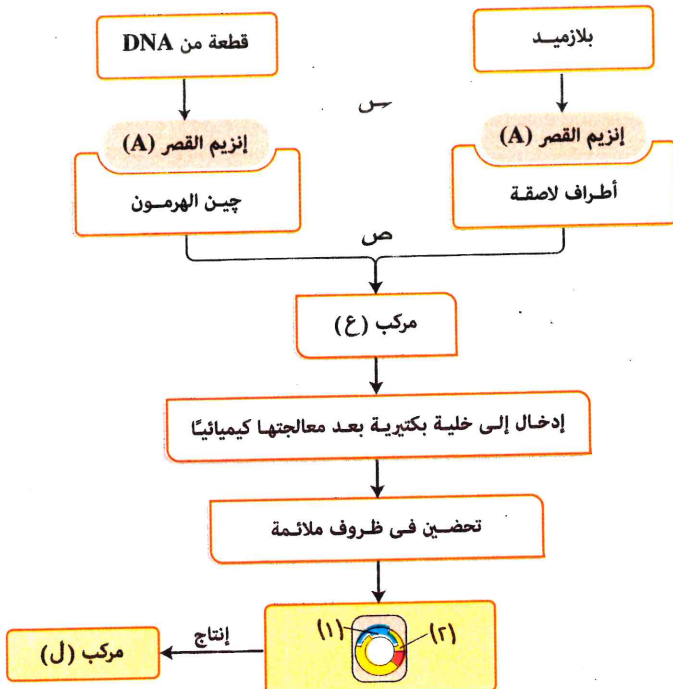 بلازميد
قطعة من DNA
س
إنزيم القصر (A)
إنزيم القصر (A)
أطراف لاصقة
چين الهرمون
ص
مركب (ع)
إدخال إلى خلية بكتيرية بعد معالجتها كيميائيًا
تحضين فى ظروف ملائمة
(١)
(٢)
إنتاج
مركب (ل)